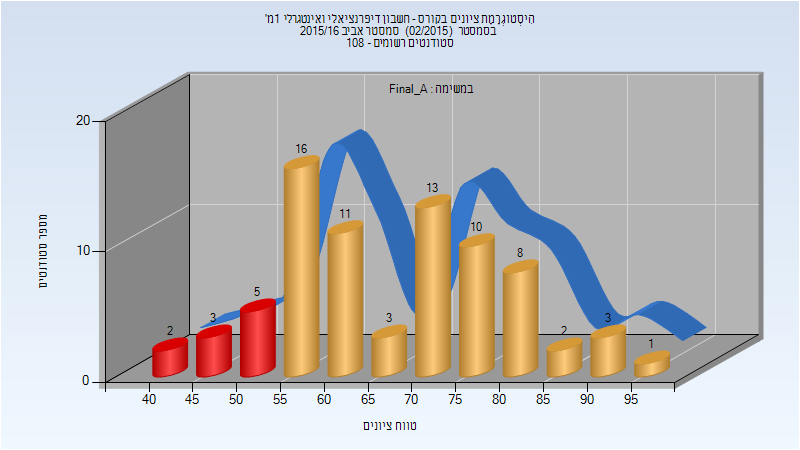 היסטוגרמת ציונים בקורס - חשבון דיפרנציאלי ואינטגרלי 1מ'
בסמסטר (02/2015) סמסטר אביב 2015/16
סטודנטים רשומים - 108
במשימה : Final_A
20
10
0
מספר סטודנטים
2
3
5
16
11
3
13
10
8
2
3
1
40 45 50 55 60 65 70 75 80 85 90 95
טווח ציונים